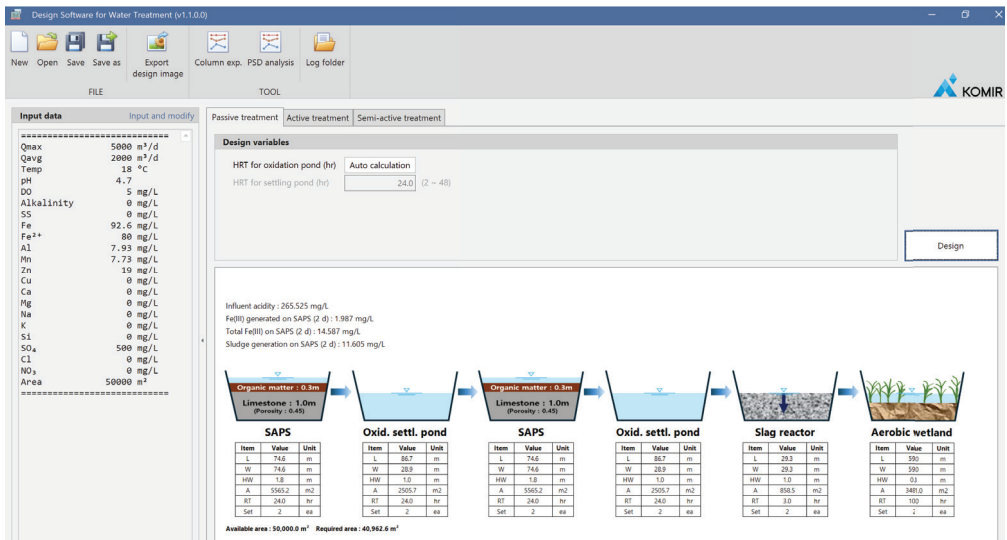 Design Software for Water Treatment (v1.1.0.0)
New Open Save Save as Export design image Column exp. PSD analysis Log folder
FILE TOOL
KOMIR
Input data Input and modify
Passive treatment Active treatment Semi-active treatment
=============================
Qmax 5000 m³/d
Qavg 2000 m³/d
Temp 18 °C
pH 4.7
DO 5 mg/L
Alkalinity 0 mg/L
SS 0 mg/L
Fe 92.6 mg/L
Fe²⁺ 80 mg/L
Al 7.93 mg/L
Mn 7.73 mg/L
Zn 19 mg/L
Cu 0 mg/L
Ca 0 mg/L
Mg 0 mg/L
Na 0 mg/L
K 0 mg/L
Si 0 mg/L
SO₄ 500 mg/L
Cl 0 mg/L
NO₃ 0 mg/L
Area 50000 m²
=============================
Design variables
HRT for oxidation pond (hr) Auto calculation
HRT for settling pond (hr) 24.0 (2 ~ 48)
Design
Influent acidity : 265.525 mg/L
Fe(III) generated on SAPS (2 d) : 1.987 mg/L
Total Fe(III) on SAPS (2 d) : 14.587 mg/L
Sludge generation on SAPS (2 d) : 11.605 mg/L
Organic matter : 0.3m
Limestone : 1.0m
(Porosity : 0.45)
SAPS
Item Value Unit
L 74.6 m
W 74.6 m
HW 1.8 m
A 5565.2 m2
RT 24.0 hr
Set 2 ea
Oxid. settl. pond
Item Value Unit
L 86.7 m
W 28.9 m
HW 1.0 m
A 2505.7 m2
RT 24.0 hr
Set 2 ea
Organic matter : 0.3m
Limestone : 1.0m
(Porosity : 0.45)
SAPS
Item Value Unit
L 74.6 m
W 74.6 m
HW 1.8 m
A 5565.2 m2
RT 24.0 hr
Set 2 ea
Oxid. settl. pond
Item Value Unit
L 86.7 m
W 28.9 m
HW 1.0 m
A 2505.7 m2
RT 24.0 hr
Set 2 ea
Slag reactor
Item Value Unit
L 29.3 m
W 29.3 m
HW 1.0 m
A 858.5 m2
RT 3.0 hr
Set 2 ea
Aerobic wetland
Item Value Unit
L m
W m
HW m
A m2
RT hr
Set ea
Available area : 50,000.0 m² Required area : 40,962.6 m²